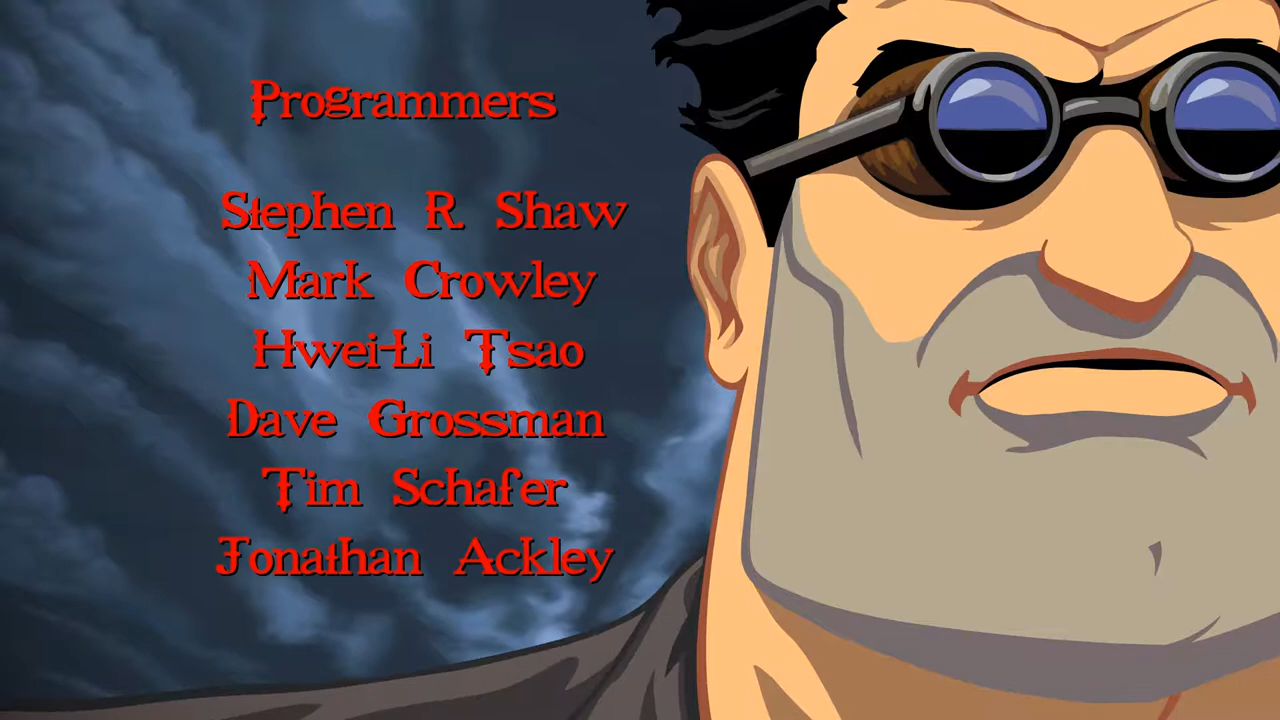 Programmers
Stephen R. Shaw
Mark Crowley
Hwei-Li Tsao
Dave Grossman
Tim Schafer
Jonathan Ackley